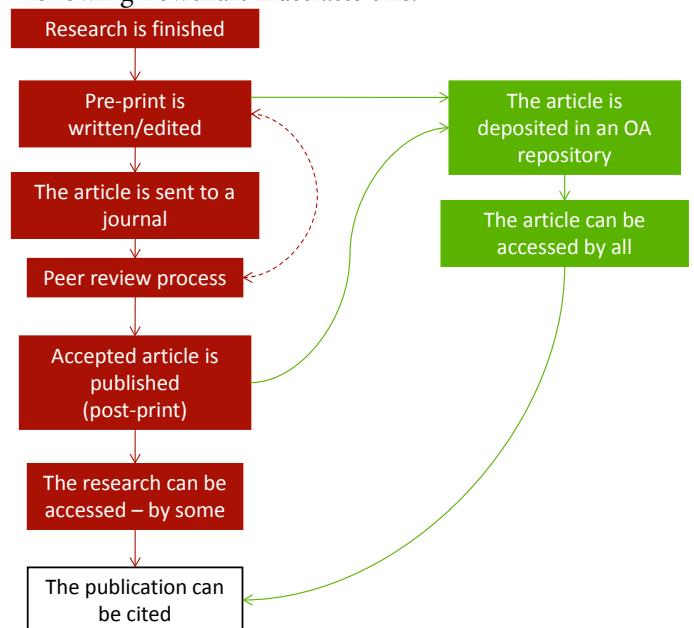 Research is finished
Pre-print is
written/edited
The article is sent to a
journal
Peer review process
Accepted article is
published
(post-print)
The research can be
accessed – by some
The publication can
be cited
The article is
deposited in an OA
repository
The article can be
accessed by all